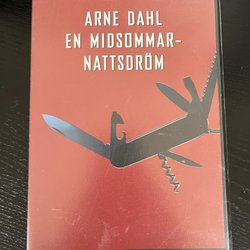 ARNE DAHL
EN MIDSOMMAR-
NATTSDRÖM